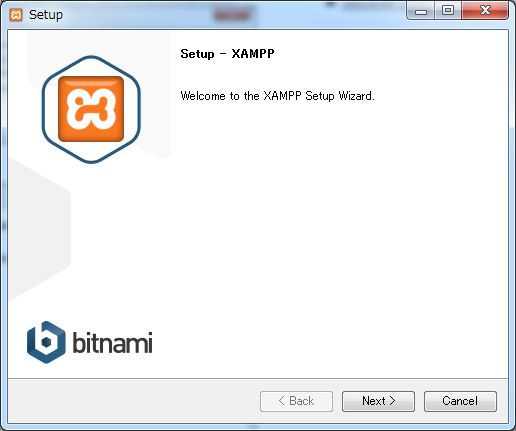 Setup
Setup - XAMPP
Welcome to the XAMPP Setup Wizard.
bitnami
< Back
Next >
Cancel